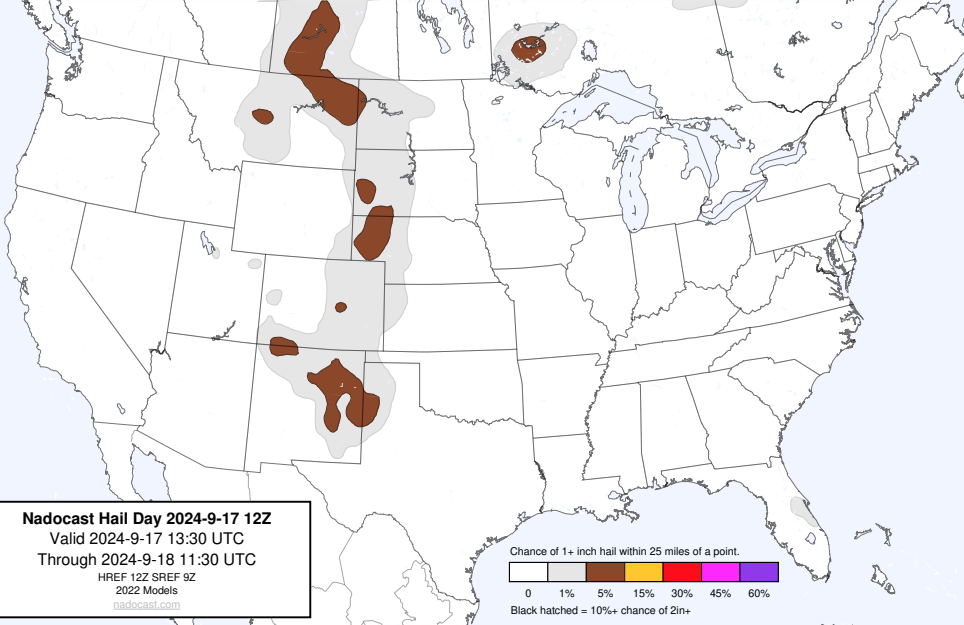 Nadocast Hail Day 2024-9-17 12Z
Valid 2024-9-17 13:30 UTC
Through 2024-9-18 11:30 UTC
HREF 12Z SREF 9Z
2022 Models
nadocast.com
Chance of 1+ inch hail within 25 miles of a point.
0 1% 5% 15% 30% 45% 60%
Black hatched = 10%+ chance of 2in+